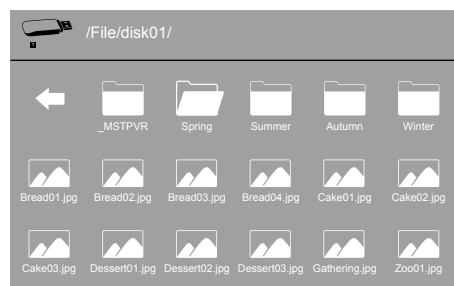 /File/disk01/
_MSTPVR Spring Summer Autumn Winter
Bread01.jpg Bread02.jpg Bread03.jpg Bread04.jpg Cake01.jpg Cake02.jpg
Cake03.jpg Dessert01.jpg Dessert02.jpg Dessert03.jpg Gathering.jpg Zoo01.jpg